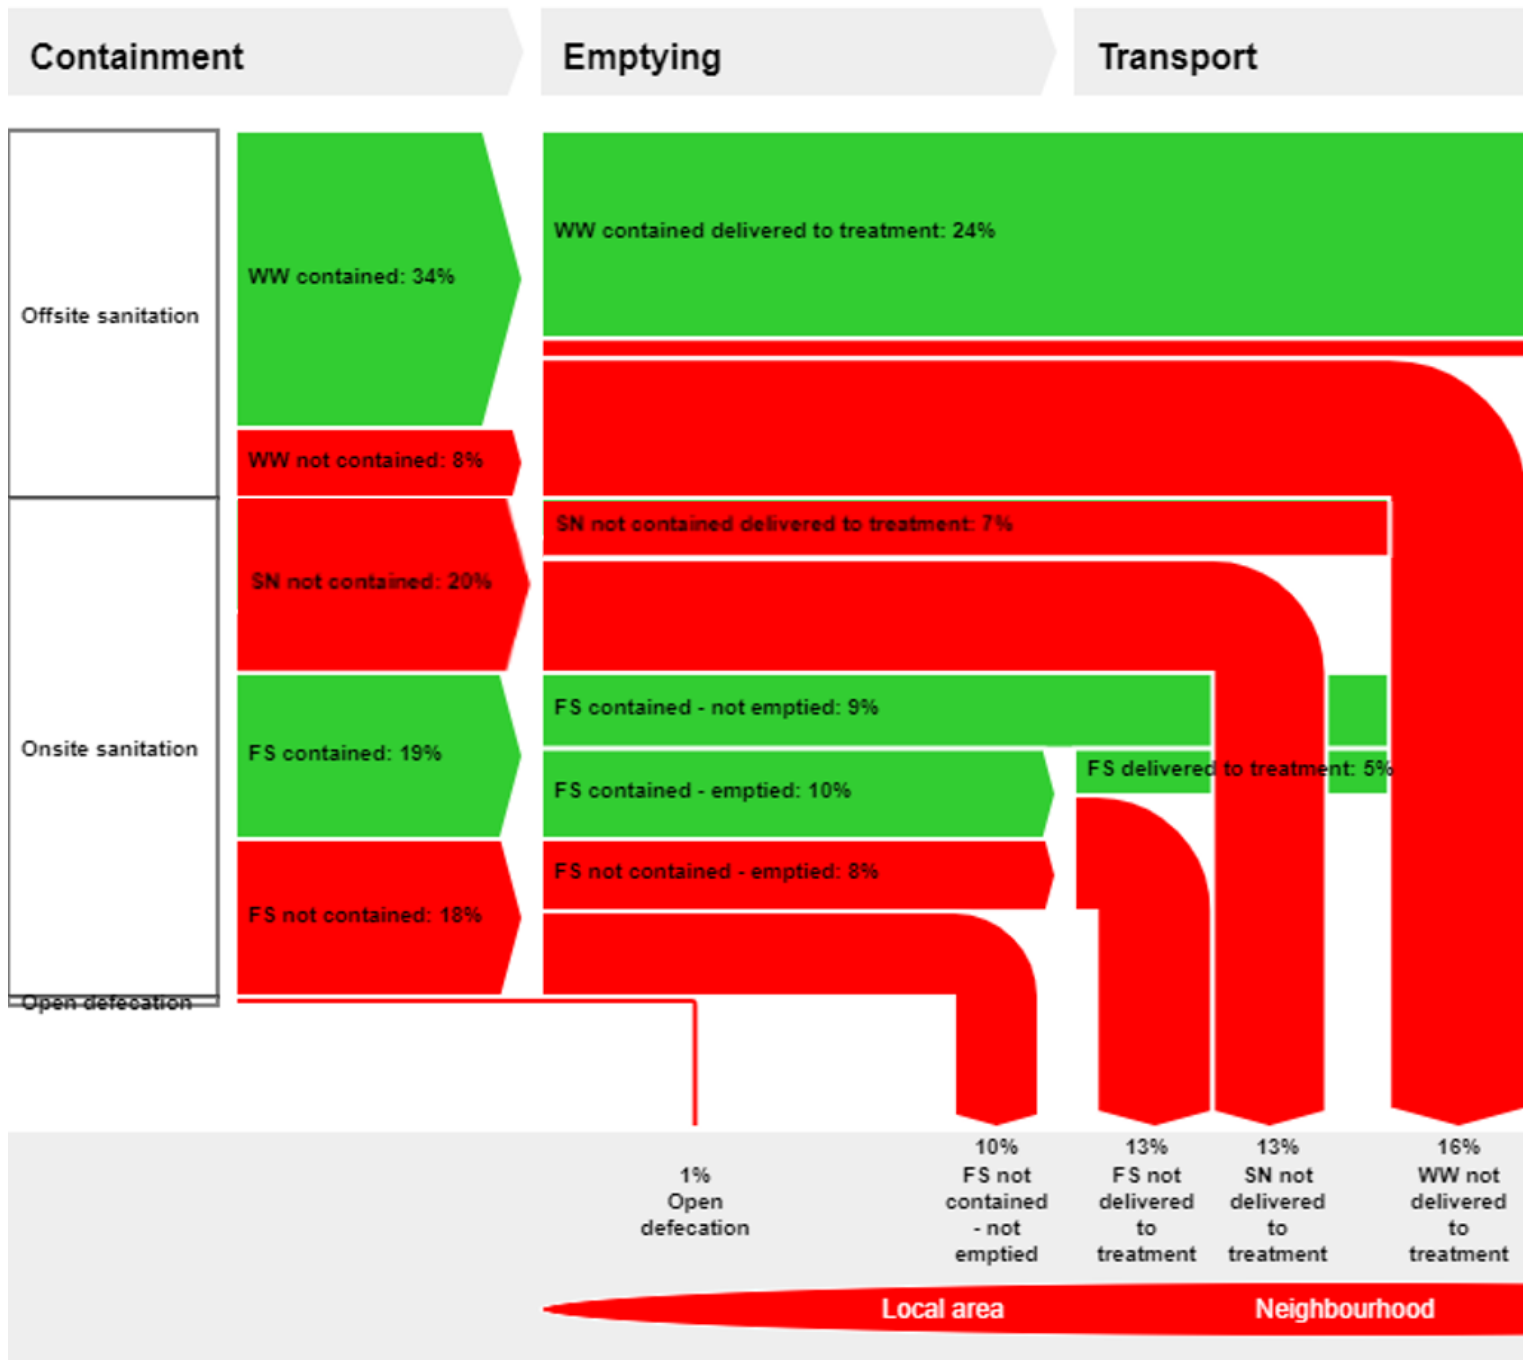 Containment
Emptying
Transport
Offsite sanitation
WW contained: 34%
WW contained delivered to treatment: 24%
WW not contained: 8%
SN not contained delivered to treatment: 7%
SN not contained: 20%
Onsite sanitation
FS contained: 19%
FS contained - not emptied: 9%
FS delivered to treatment: 5%
FS contained - emptied: 10%
FS not contained - emptied: 8%
FS not contained: 18%
Open defecation
1%
Open
defecation
10%
FS not
contained
- not
emptied
13%
FS not
delivered
to
treatment
13%
SN not
delivered
to
treatment
16%
WW not
delivered
to
treatment
Local area
Neighbourhood